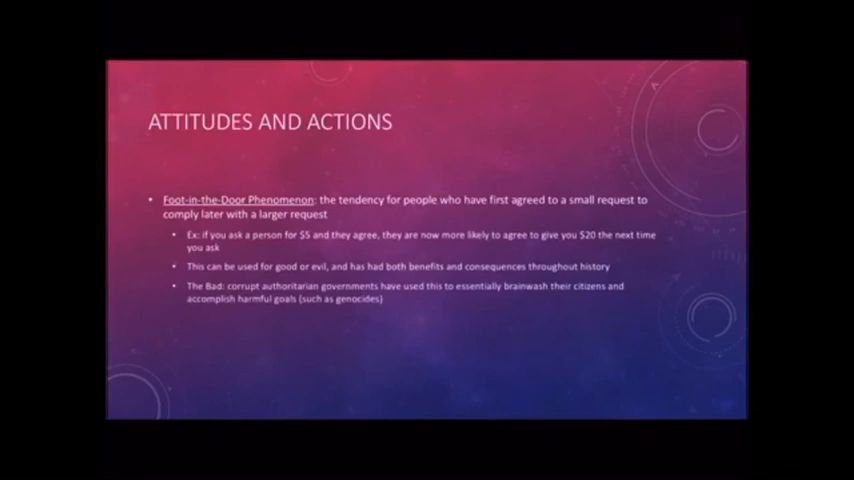 ATTITUDES AND ACTIONS
• Foot-in-the-Door Phenomenon: the tendency for people who have first agreed to a small request to
comply later with a larger request
• Ex: if you ask a person for $5 and they agree, they are now more likely to agree to give you $20 the next time
you ask
• This can be used for good or evil, and has had both benefits and consequences throughout history
• The Bad: corrupt authoritarian governments have used this to essentially brainwash their citizens and
accomplish harmful goals (such as genocides)